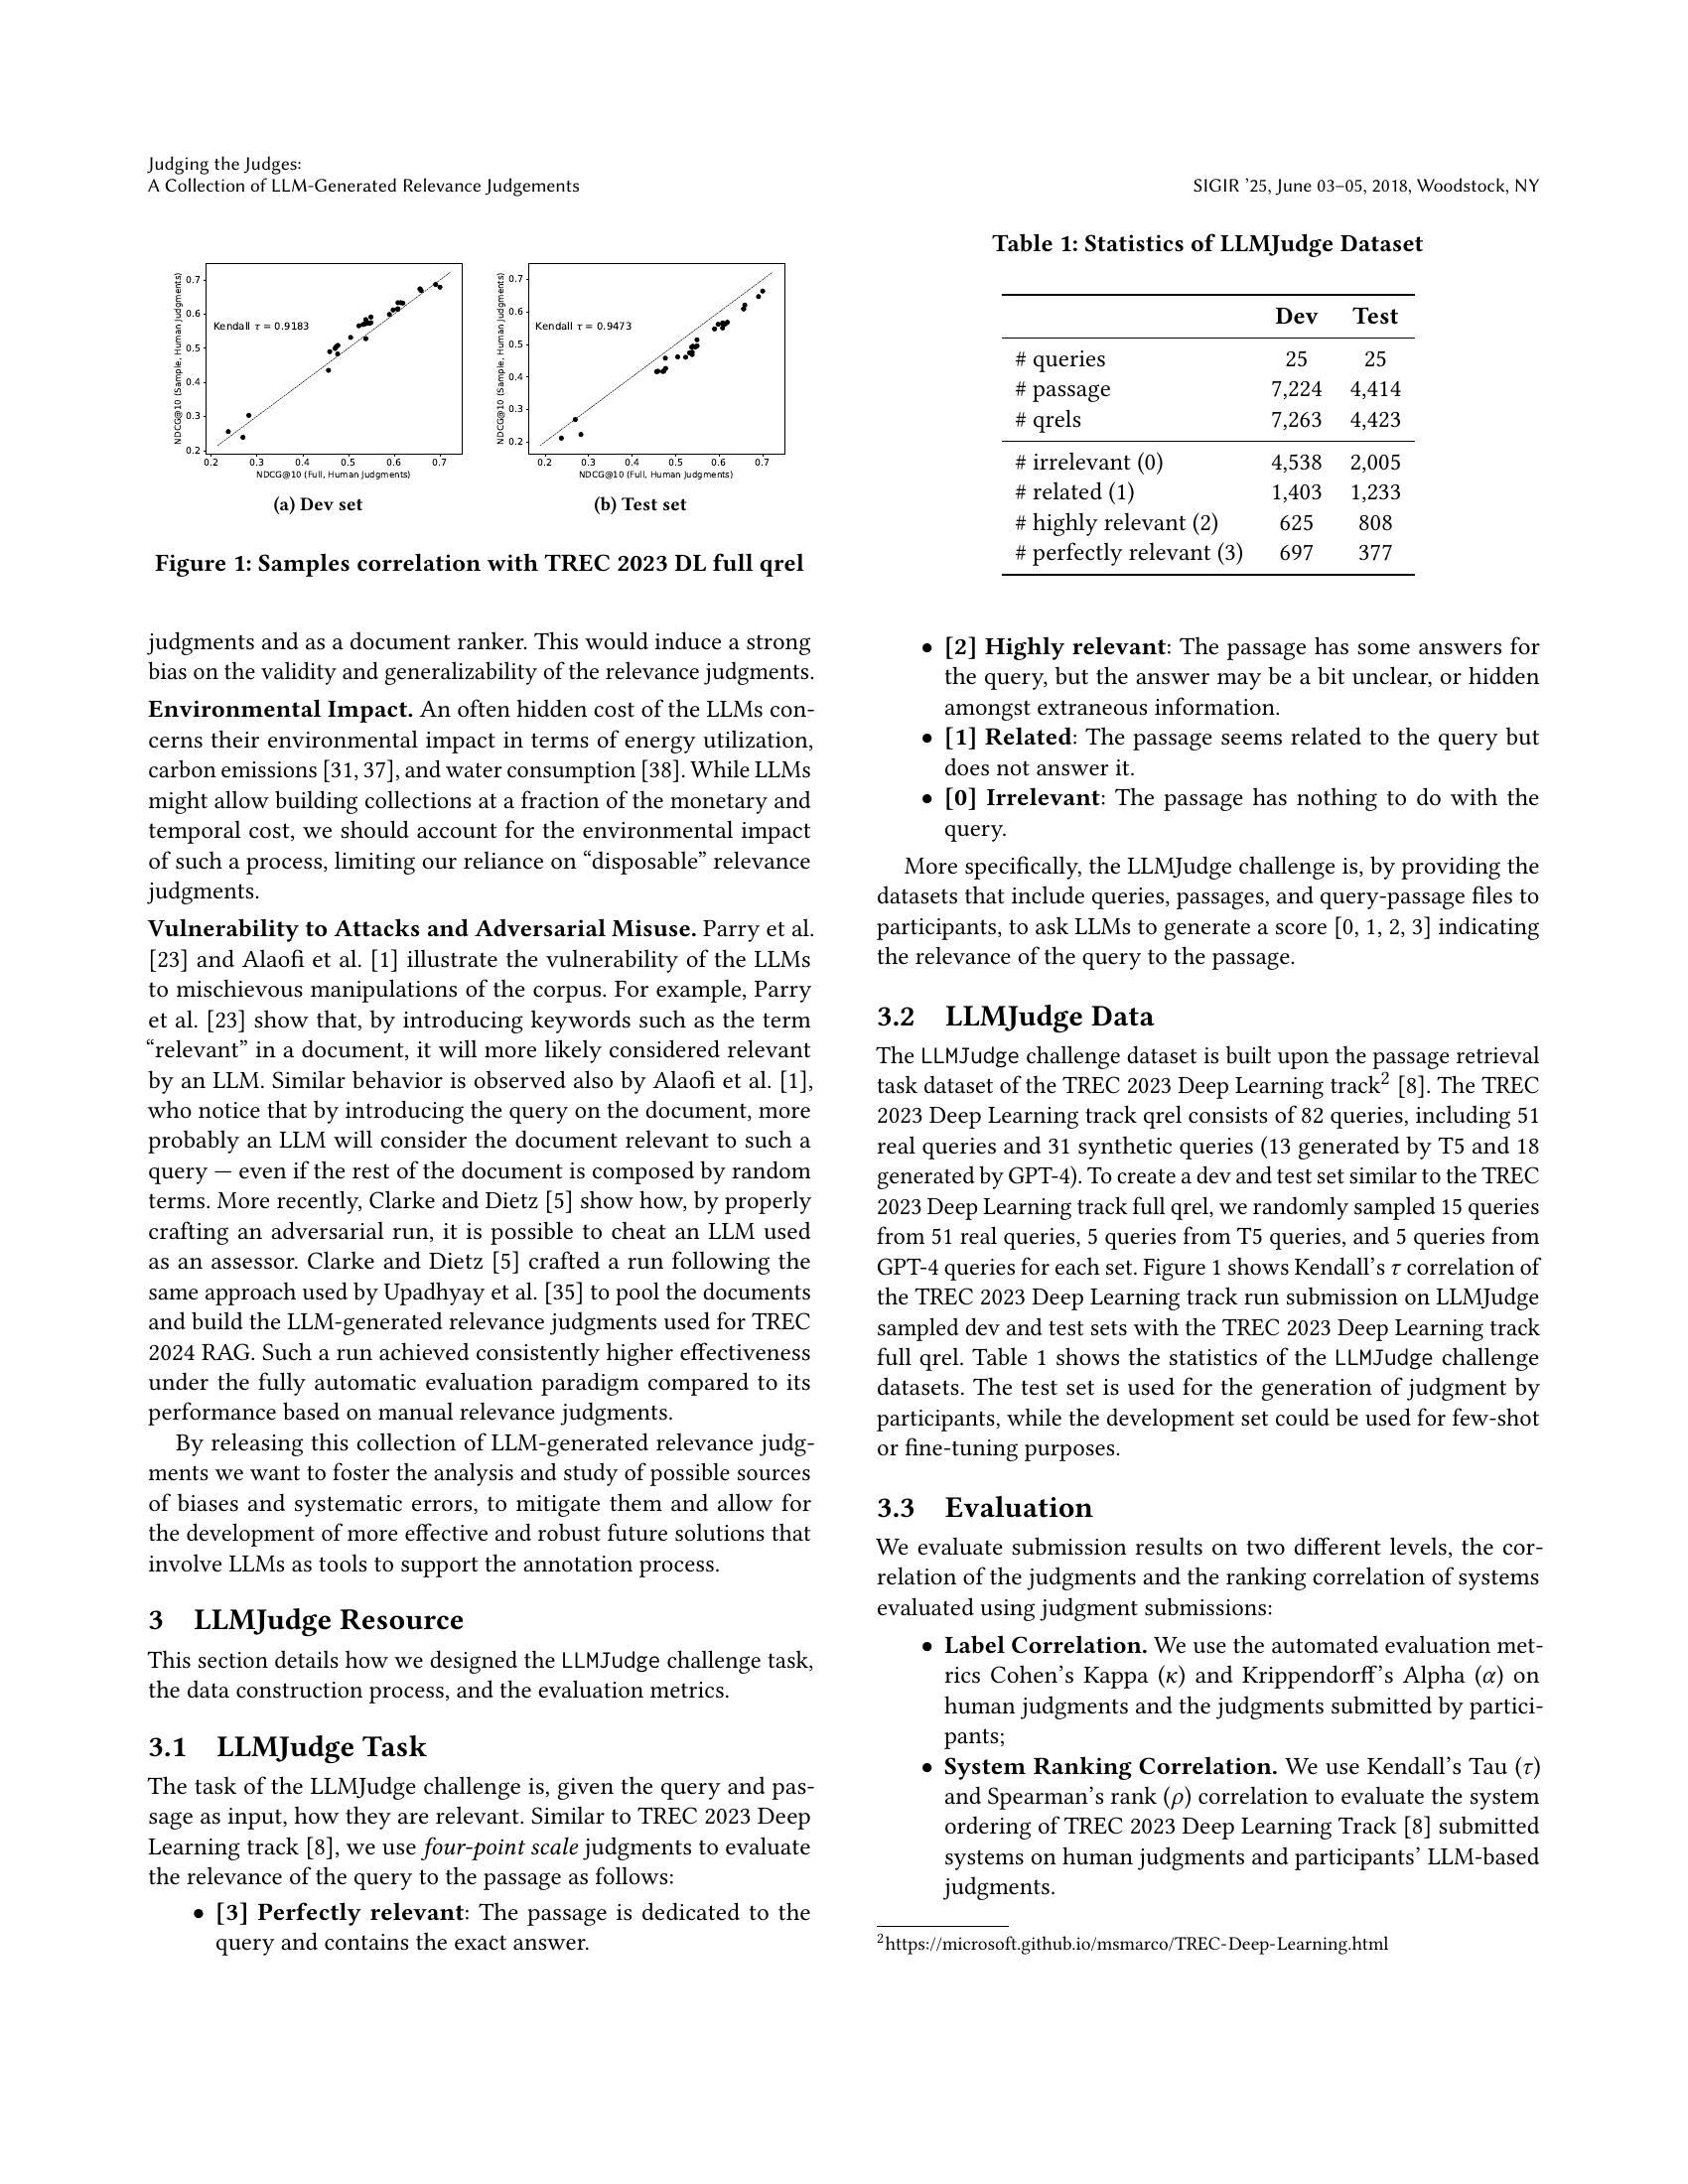 Judging the Judges:
A Collection of LLM-Generated Relevance Judgements
SIGIR ’25, June 03–05, 2018, Woodstock, NY
NDCG@10 (Sample, Human Judgments)
0.7
0.6
0.5
0.4
0.3
0.2
Kendall τ = 0.9183
0.2 0.3 0.4 0.5 0.6 0.7
NDCG@10 (Full, Human Judgments)
(a) Dev set
NDCG@10 (Sample, Human Judgments)
0.7
0.6
0.5
0.4
0.3
0.2
Kendall τ = 0.9473
0.2 0.3 0.4 0.5 0.6 0.7
NDCG@10 (Full, Human Judgments)
(b) Test set
Figure 1: Samples correlation with TREC 2023 DL full qrel
judgments and as a document ranker. This would induce a strong
bias on the validity and generalizability of the relevance judgments.
Environmental Impact. An often hidden cost of the LLMs con-
cerns their environmental impact in terms of energy utilization,
carbon emissions [31, 37], and water consumption [38]. While LLMs
might allow building collections at a fraction of the monetary and
temporal cost, we should account for the environmental impact
of such a process, limiting our reliance on “disposable” relevance
judgments.
Vulnerability to Attacks and Adversarial Misuse. Parry et al.
[23] and Alaofi et al. [1] illustrate the vulnerability of the LLMs
to mischievous manipulations of the corpus. For example, Parry
et al. [23] show that, by introducing keywords such as the term
“relevant” in a document, it will more likely considered relevant
by an LLM. Similar behavior is observed also by Alaofi et al. [1],
who notice that by introducing the query on the document, more
probably an LLM will consider the document relevant to such a
query — even if the rest of the document is composed by random
terms. More recently, Clarke and Dietz [5] show how, by properly
crafting an adversarial run, it is possible to cheat an LLM used
as an assessor. Clarke and Dietz [5] crafted a run following the
same approach used by Upadhyay et al. [35] to pool the documents
and build the LLM-generated relevance judgments used for TREC
2024 RAG. Such a run achieved consistently higher effectiveness
under the fully automatic evaluation paradigm compared to its
performance based on manual relevance judgments.
By releasing this collection of LLM-generated relevance judg-
ments we want to foster the analysis and study of possible sources
of biases and systematic errors, to mitigate them and allow for
the development of more effective and robust future solutions that
involve LLMs as tools to support the annotation process.
3 LLMJudge Resource
This section details how we designed the LLMJudge challenge task,
the data construction process, and the evaluation metrics.
3.1 LLMJudge Task
The task of the LLMJudge challenge is, given the query and pas-
sage as input, how they are relevant. Similar to TREC 2023 Deep
Learning track [8], we use four-point scale judgments to evaluate
the relevance of the query to the passage as follows:
• [3] Perfectly relevant: The passage is dedicated to the
query and contains the exact answer.
Table 1: Statistics of LLMJudge Dataset
Dev Test
# queries 25 25
# passage 7,224 4,414
# qrels 7,263 4,423
# irrelevant (0) 4,538 2,005
# related (1) 1,403 1,233
# highly relevant (2) 625 808
# perfectly relevant (3) 697 377
• [2] Highly relevant: The passage has some answers for
the query, but the answer may be a bit unclear, or hidden
amongst extraneous information.
• [1] Related: The passage seems related to the query but
does not answer it.
• [0] Irrelevant: The passage has nothing to do with the
query.
More specifically, the LLMJudge challenge is, by providing the
datasets that include queries, passages, and query-passage files to
participants, to ask LLMs to generate a score [0, 1, 2, 3] indicating
the relevance of the query to the passage.
3.2 LLMJudge Data
The LLMJudge challenge dataset is built upon the passage retrieval
task dataset of the TREC 2023 Deep Learning track2 [8]. The TREC
2023 Deep Learning track qrel consists of 82 queries, including 51
real queries and 31 synthetic queries (13 generated by T5 and 18
generated by GPT-4). To create a dev and test set similar to the TREC
2023 Deep Learning track full qrel, we randomly sampled 15 queries
from 51 real queries, 5 queries from T5 queries, and 5 queries from
GPT-4 queries for each set. Figure 1 shows Kendall’s τ correlation of
the TREC 2023 Deep Learning track run submission on LLMJudge
sampled dev and test sets with the TREC 2023 Deep Learning track
full qrel. Table 1 shows the statistics of the LLMJudge challenge
datasets. The test set is used for the generation of judgment by
participants, while the development set could be used for few-shot
or fine-tuning purposes.
3.3 Evaluation
We evaluate submission results on two different levels, the cor-
relation of the judgments and the ranking correlation of systems
evaluated using judgment submissions:
• Label Correlation. We use the automated evaluation met-
rics Cohen’s Kappa (κ) and Krippendorff’s Alpha (α) on
human judgments and the judgments submitted by partici-
pants;
• System Ranking Correlation. We use Kendall’s Tau (τ)
and Spearman’s rank (ρ) correlation to evaluate the system
ordering of TREC 2023 Deep Learning Track [8] submitted
systems on human judgments and participants’ LLM-based
judgments.
2https://microsoft.github.io/msmarco/TREC-Deep-Learning.html